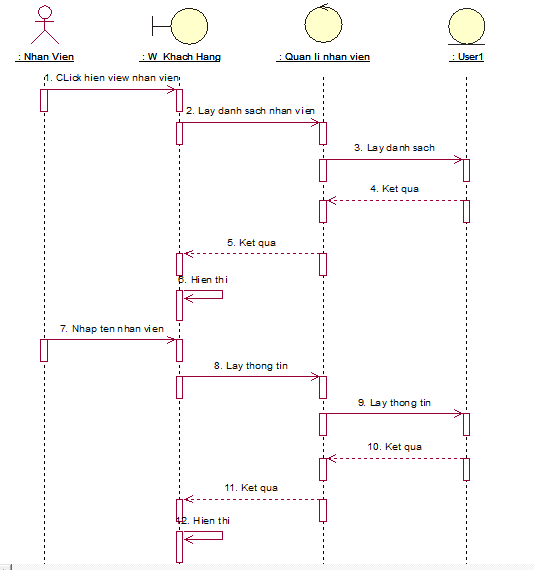 : Nhan Vien
: W_Khach Hang
: Quan li nhan vien
: User1
1. CLick hien view nhan vien
2. Lay danh sach nhan vien
3. Lay danh sach
4. Ket qua
5. Ket qua
6. Hien thi
7. Nhap ten nhan vien
8. Lay thong tin
9. Lay thong tin
10. Ket qua
11. Ket qua
12. Hien thi